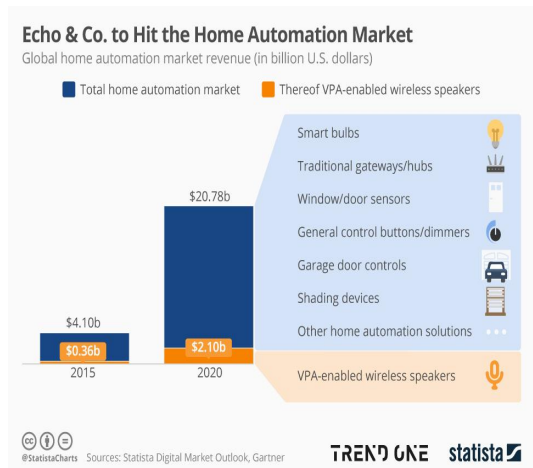 Echo & Co. to Hit the Home Automation Market
Global home automation market revenue (in billion U.S. dollars)
Total home automation market
Thereof VPA-enabled wireless speakers
Smart bulbs
Traditional gateways/hubs
Window/door sensors
General control buttons/dimmers
Garage door controls
Shading devices
Other home automation solutions
VPA-enabled wireless speakers
$20.78b
$4.10b
$0.36b
$2.10b
2015
2020
cc
@StatistaCharts Sources: Statista Digital Market Outlook, Gartner
TREND ONE
statista